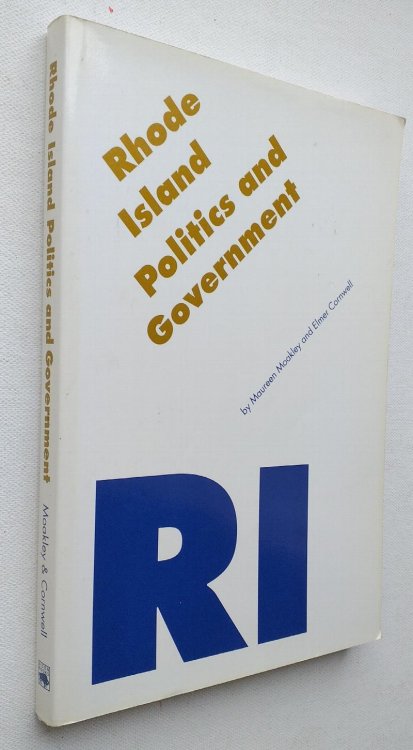 Rhode
Island
Politics and
Government
by Maureen Moakley and Elmer Cornwell
RI
Rhode Island Politics and Government
Moakley & Cornwell